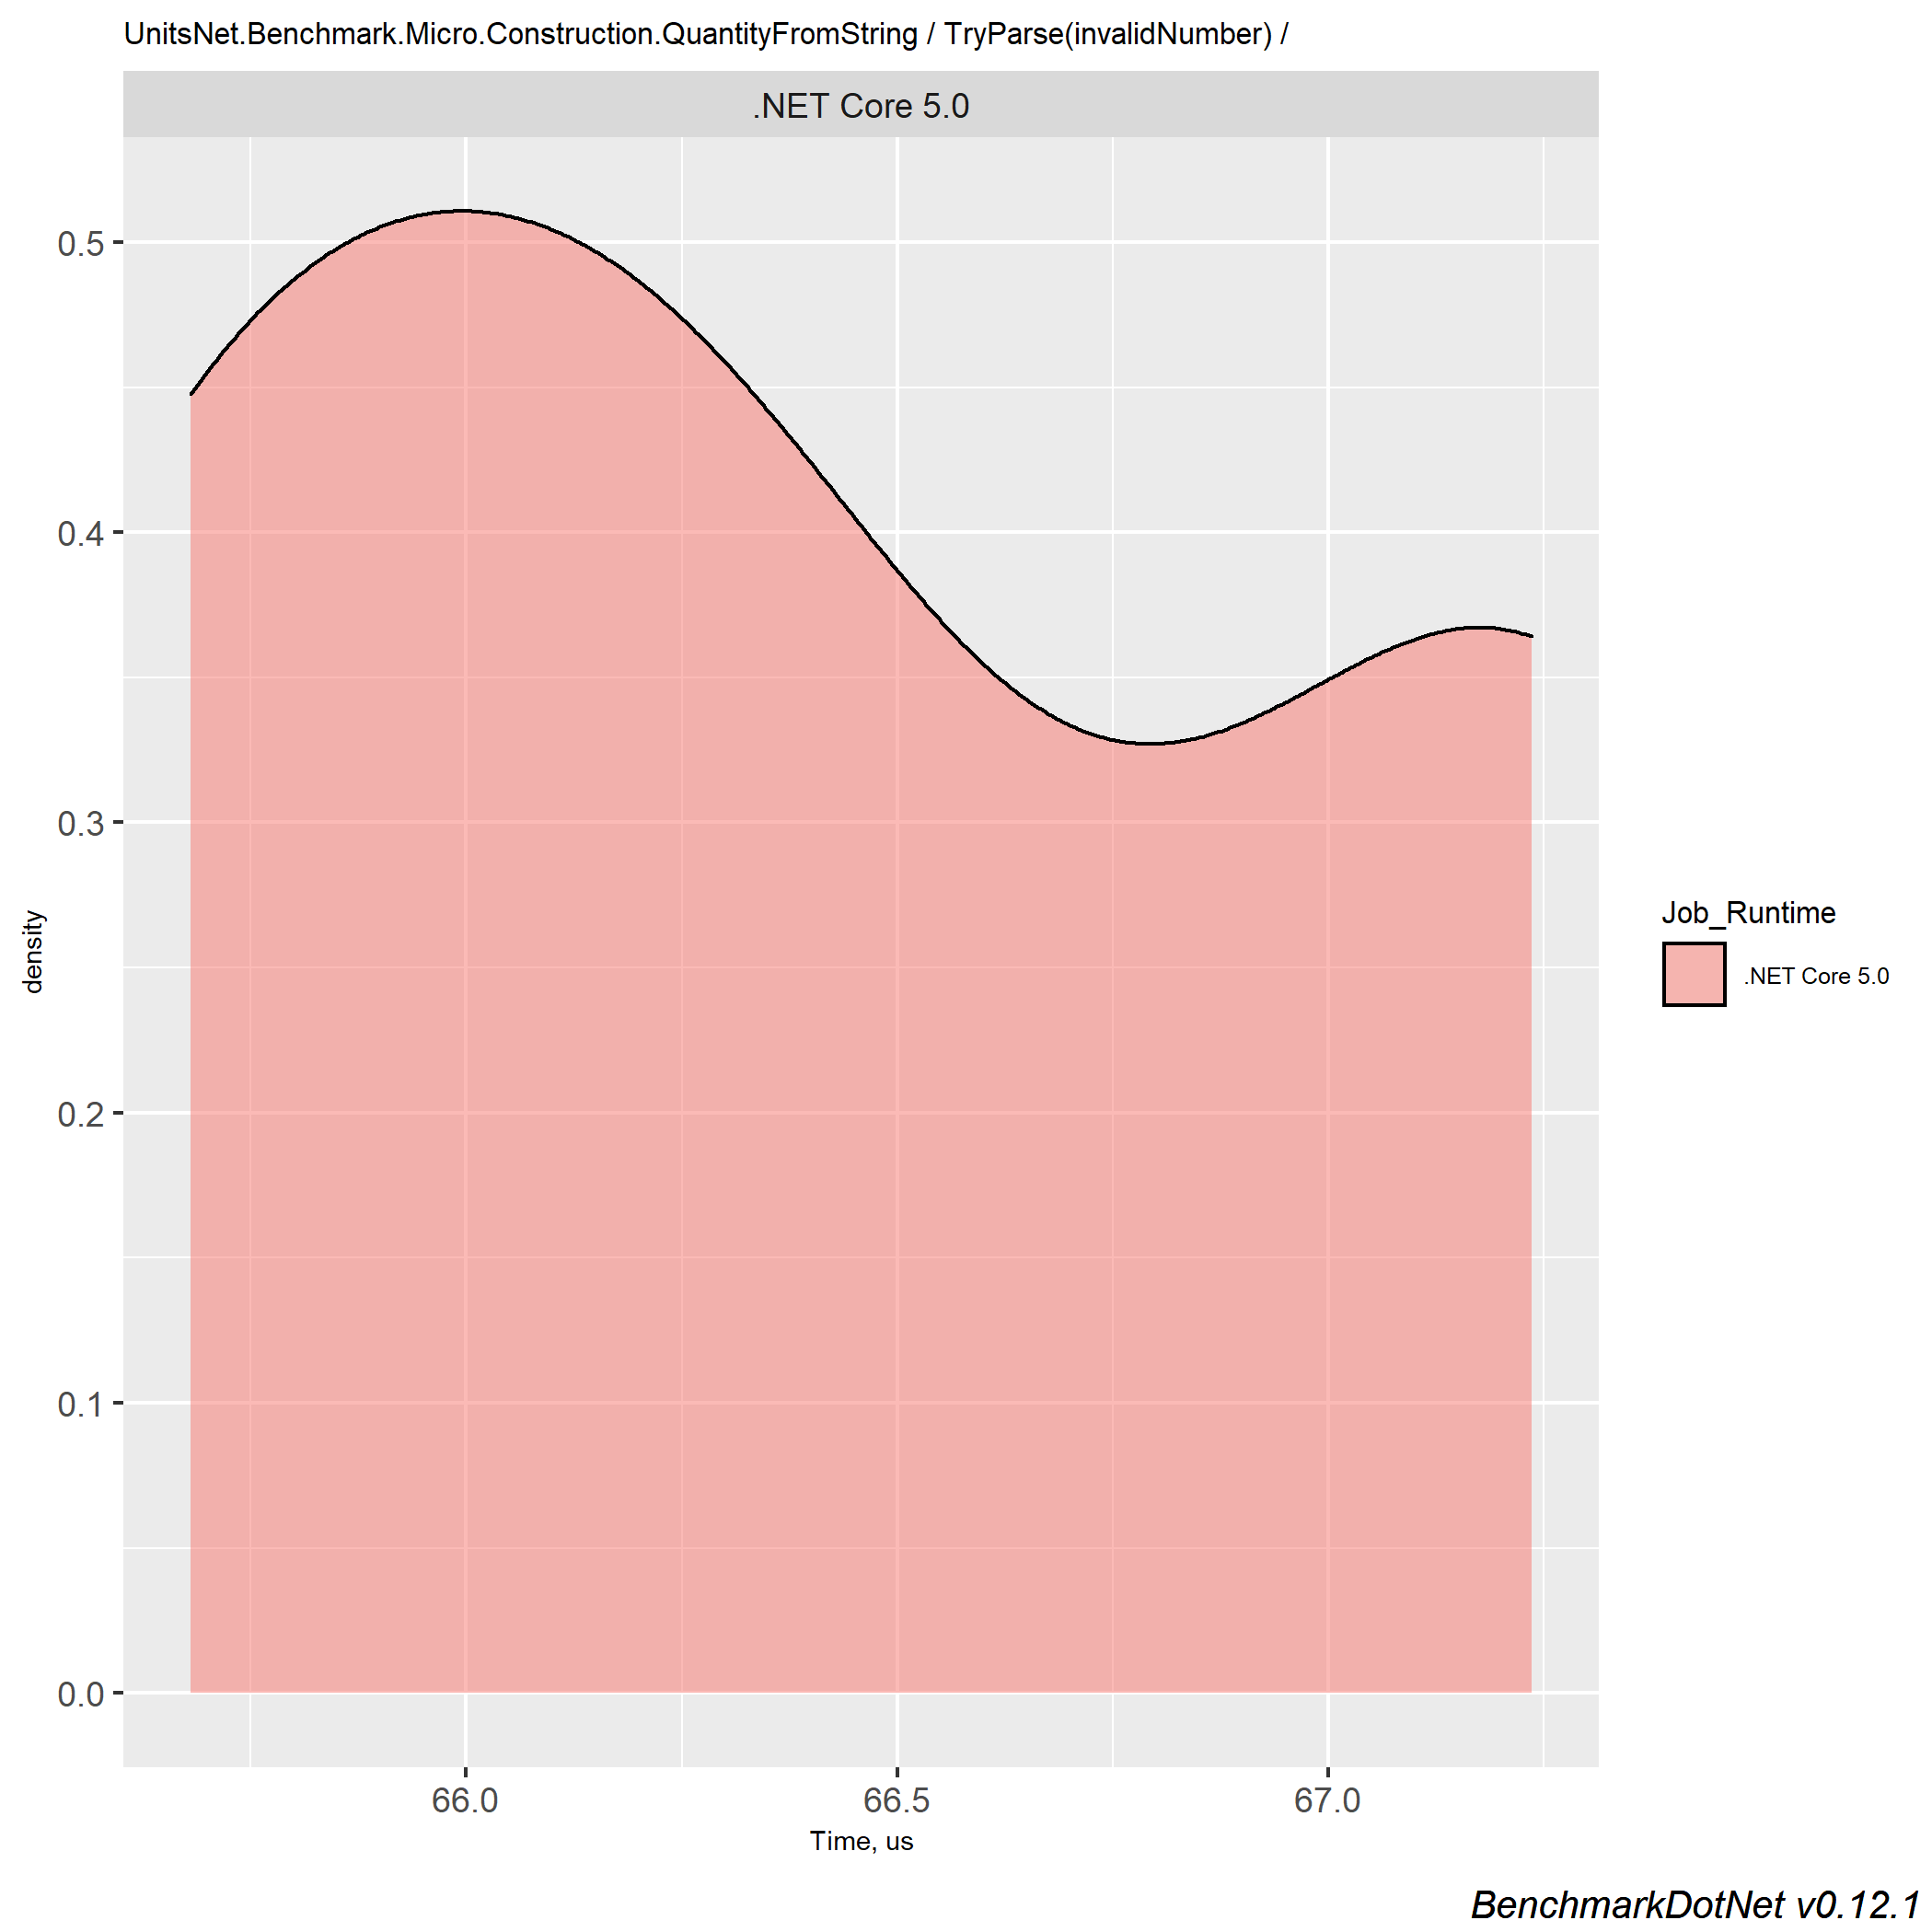 UnitsNet.Benchmark.Micro.Construction.QuantityFromString / TryParse(invalidNumber) /
.NET Core 5.0
0.5
0.4
0.3
0.2
0.1
0.0
density
66.0 66.5 67.0
Time, us
Job_Runtime
.NET Core 5.0
BenchmarkDotNet v0.12.1